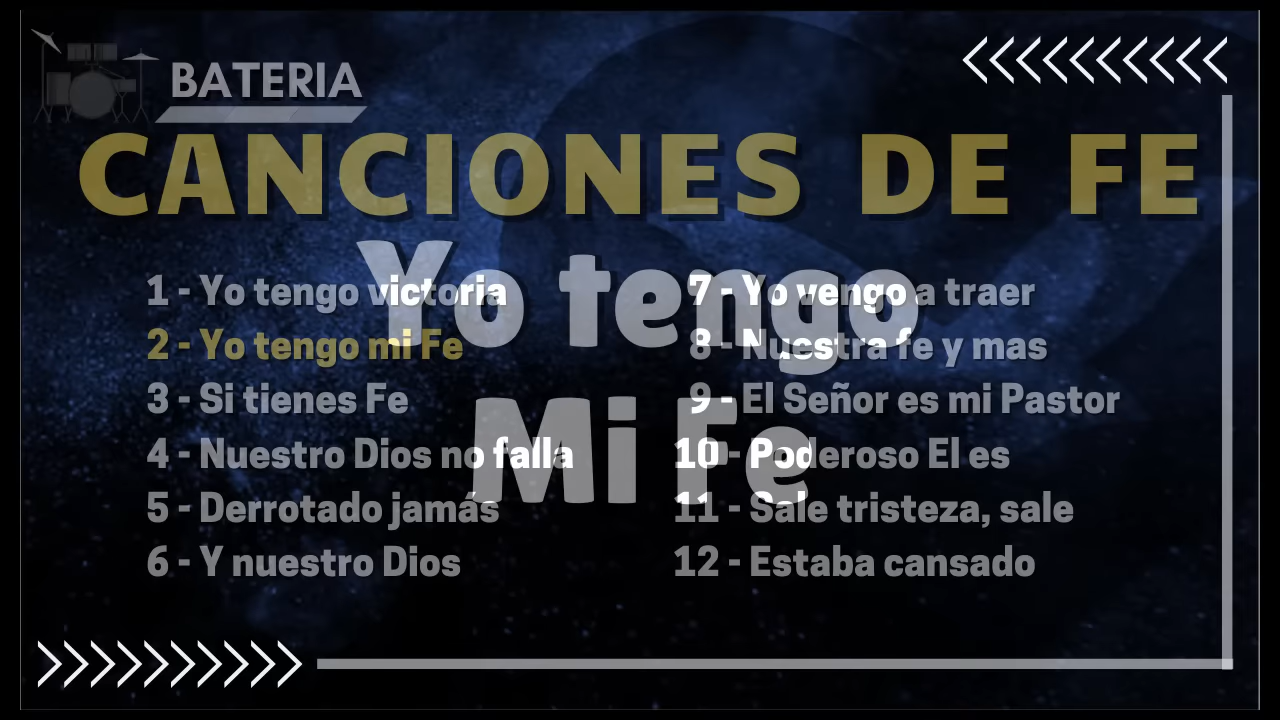 BATERIA
CANCIONES DE FE
Yo tengo
Mi Fe
1 - Yo tengo victoria
2 - Yo tengo mi Fe
3 - Si tienes Fe
4 - Nuestro Dios no falla
5 - Derrotado jamás
6 - Y nuestro Dios
7 - Yo vengo a traer
8 - Nuestra fe y mas
9 - El Señor es mi Pastor
10 - Poderoso El es
11 - Sale tristeza, sale
12 - Estaba cansado